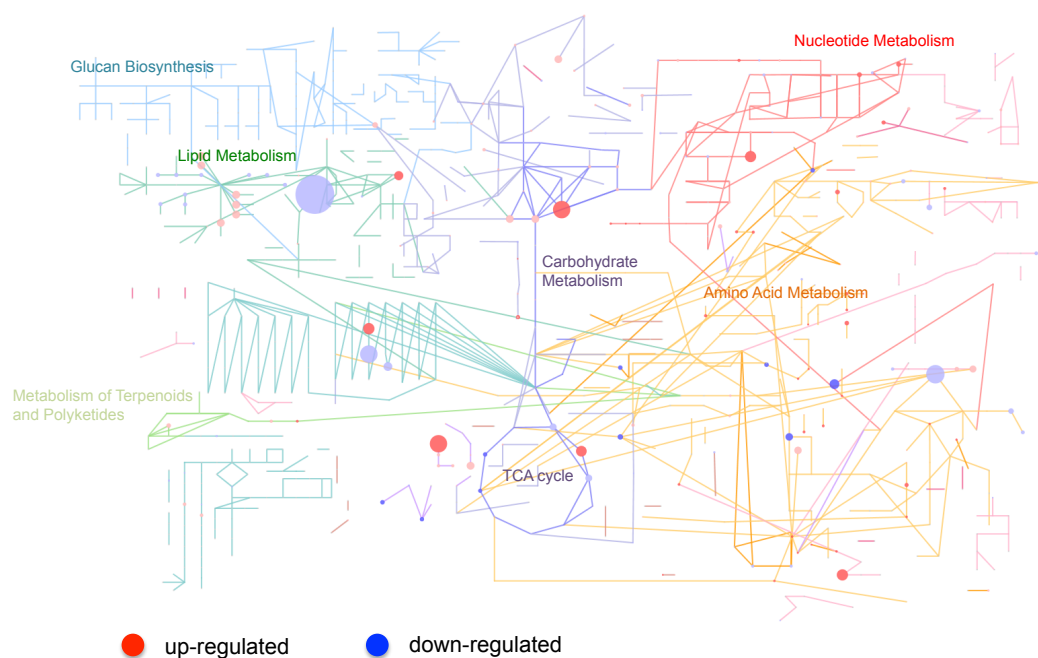 Nucleotide Metabolism
Glucan Biosynthesis
Lipid Metabolism
Carbohydrate
Metabolism
Amino Acid Metabolism
Metabolism of Terpenoids
and Polyketides
TCA cycle
up-regulated
down-regulated